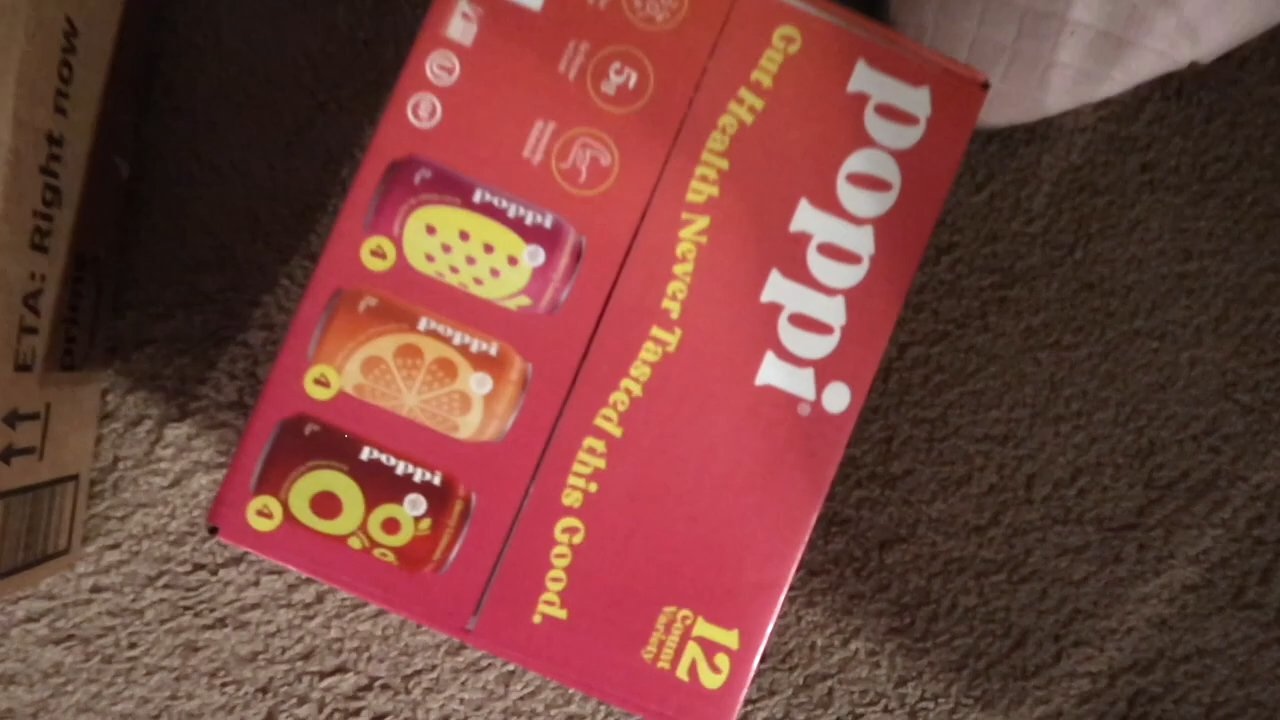 poppi
Gut Health Never Tasted this Good.
12
Count
Variety
5g
poppi
4
poppi
4
poppi
4
ETA: Right now
prime